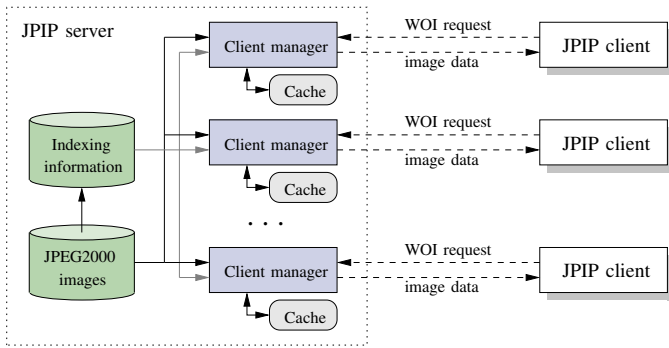 JPIP server
Client manager
Cache
WOI request
image data
JPIP client
Indexing
information
Client manager
Cache
WOI request
image data
JPIP client
. . .
JPEG2000
images
Client manager
Cache
WOI request
image data
JPIP client